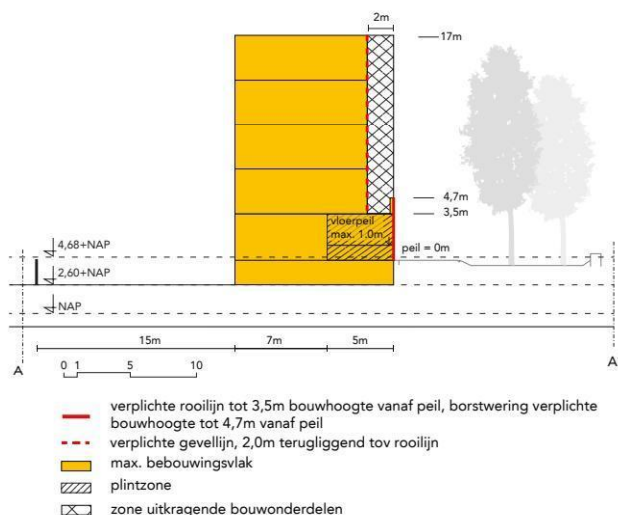 2m
17m
4,7m
3,5m
vloerpeil
max. 1.0m
peil = 0m
4,68+NAP
2,60+NAP
NAP
15m
7m
5m
A
A
0 1 5 10
verplichte rooilijn tot 3,5m bouwhoogte vanaf peil, borstwering verplichte
bouwhoogte tot 4,7m vanaf peil
verplichte gevellijn, 2,0m terugliggend tov rooilijn
max. bebouwingsvlak
plintzone
zone uitkragende bouwonderdelen